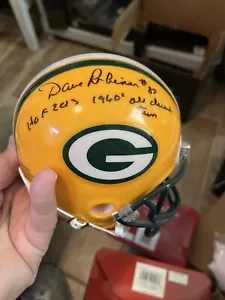 Dave Robinson #89
HOF 2013 1960's all decade
team
G